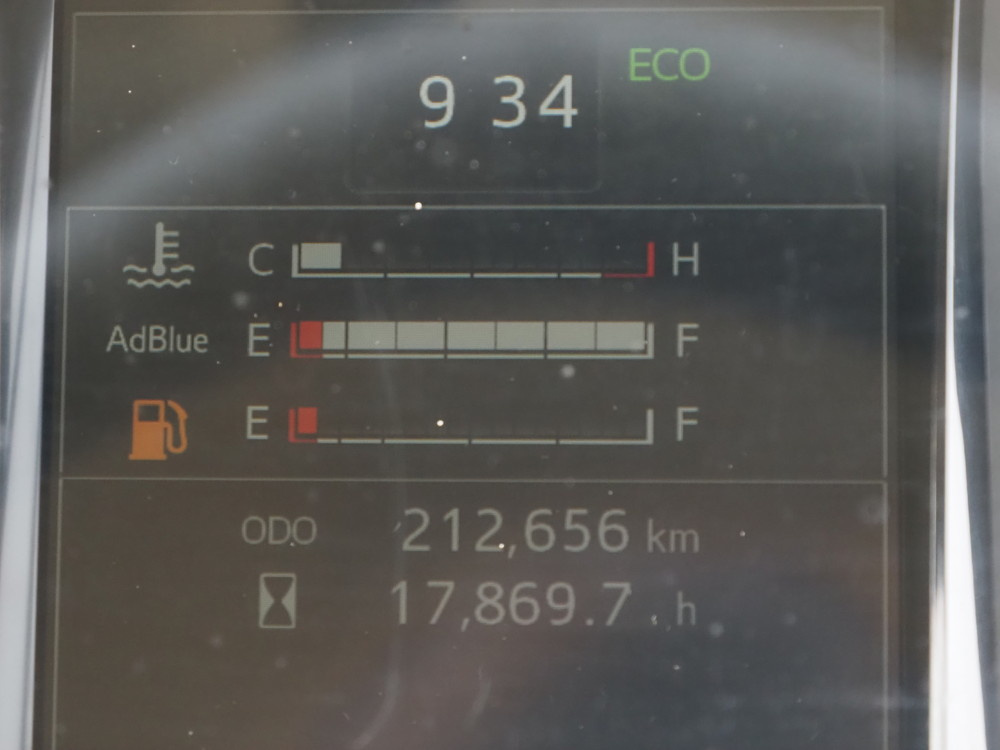 ECO
9 34
C H
AdBlue E F
E F
ODO 212,656 km
17,869.7 h